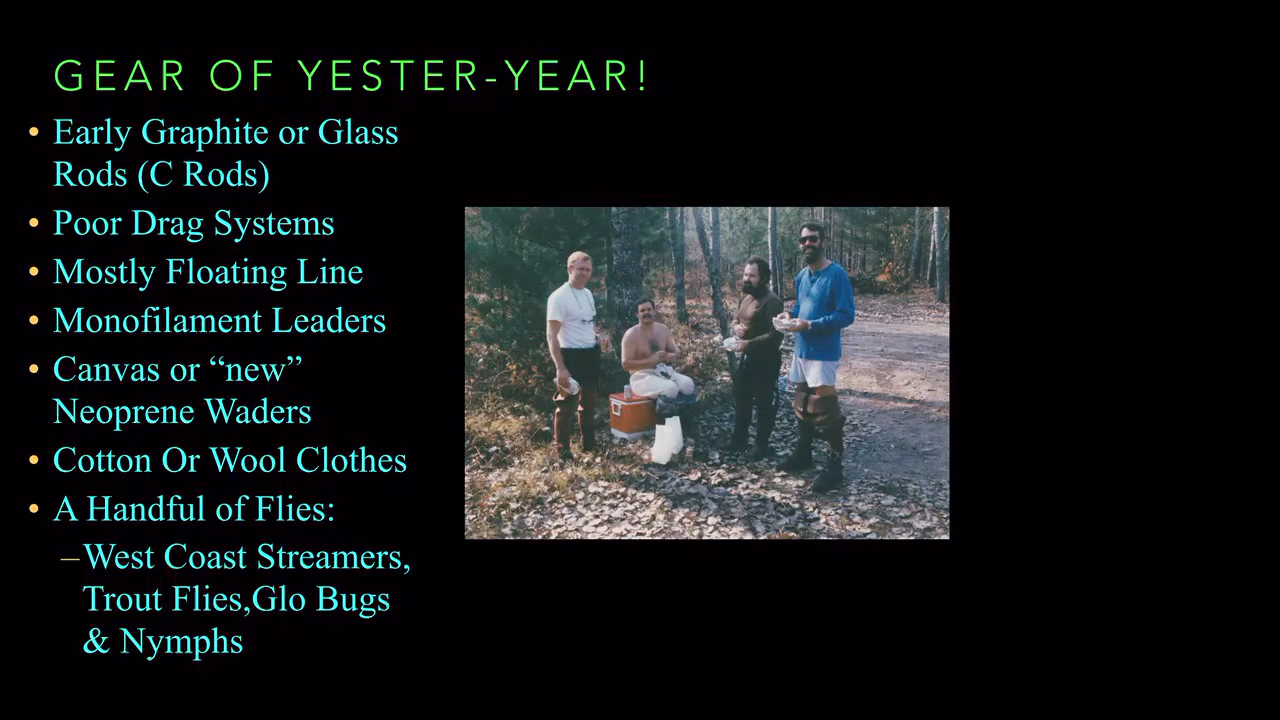 GEAR OF YESTER-YEAR!
• Early Graphite or Glass
Rods (C Rods)
• Poor Drag Systems
• Mostly Floating Line
• Monofilament Leaders
• Canvas or “new”
Neoprene Waders
• Cotton Or Wool Clothes
• A Handful of Flies:
–West Coast Streamers,
Trout Flies,Glo Bugs
& Nymphs